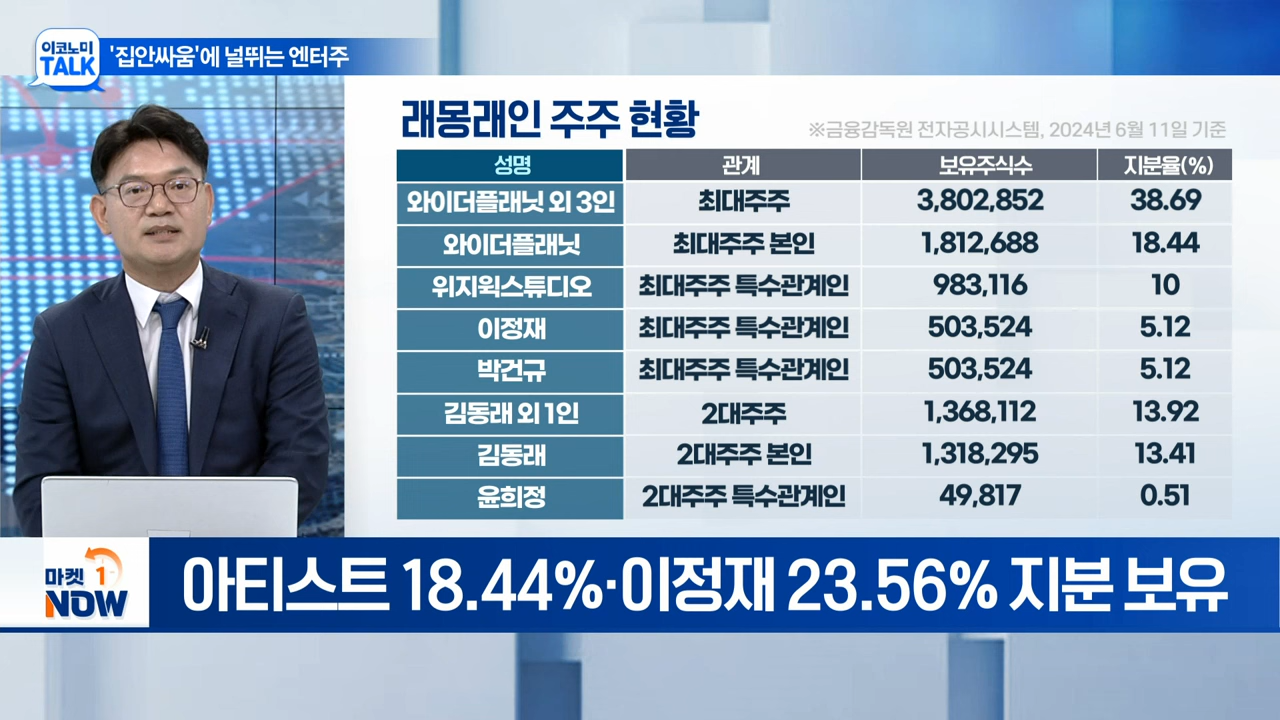 이코노미
TALK
'집안싸움'에 널뛰는 엔터주
래몽래인 주주 현황
※금융감독원 전자공시시스템, 2024년 6월 11일 기준
성명 관계 보유주식수 지분율(%)
와이더플래닛 외 3인 최대주주 3,802,852 38.69
와이더플래닛 최대주주 본인 1,812,688 18.44
위지윅스튜디오 최대주주 특수관계인 983,116 10
이정재 최대주주 특수관계인 503,524 5.12
박건규 최대주주 특수관계인 503,524 5.12
김동래 외 1인 2대주주 1,368,112 13.92
김동래 2대주주 본인 1,318,295 13.41
윤희정 2대주주 특수관계인 49,817 0.51
마켓 1
NOW
아티스트 18.44%·이정재 23.56% 지분 보유